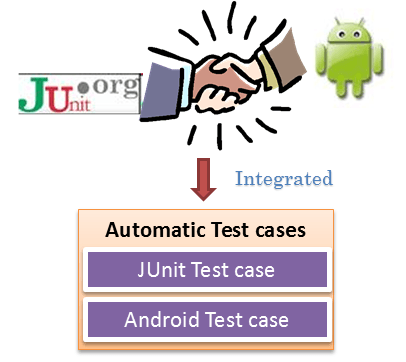 JUnit.org
Integrated
Automatic Test cases
JUnit Test case
Android Test case